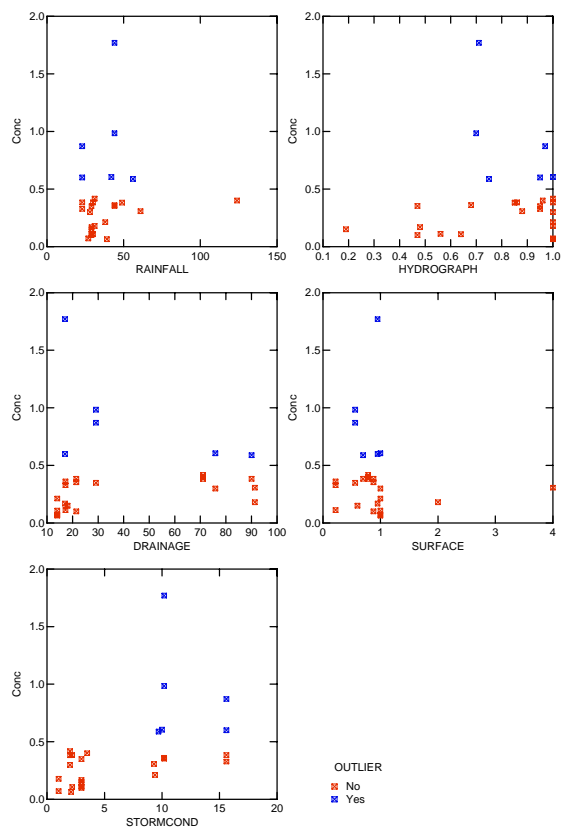 2.0
1.5
1.0
0.5
0.0
Conc
0 50 100 150
RAINFALL
2.0
1.5
1.0
0.5
0.0
Conc
0.1 0.2 0.3 0.4 0.5 0.6 0.7 0.8 0.9 1.0
HYDROGRAPH
2.0
1.5
1.0
0.5
0.0
Conc
10 20 30 40 50 60 70 80 90 100
DRAINAGE
2.0
1.5
1.0
0.5
0.0
Conc
0 1 2 3 4
SURFACE
2.0
1.5
1.0
0.5
0.0
Conc
0 5 10 15 20
STORMCOND
OUTLIER
No
Yes